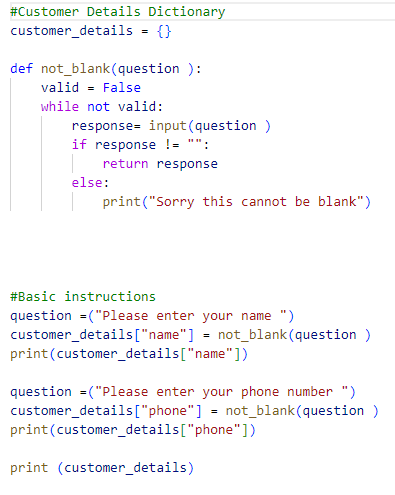 #Customer Details Dictionary
customer_details = {}
def not_blank(question ):
    valid = False
    while not valid:
        response= input(question )
        if response != "":
            return response
        else:
            print("Sorry this cannot be blank")
#Basic instructions
question =("Please enter your name ")
customer_details["name"] = not_blank(question )
print(customer_details["name"])
question =("Please enter your phone number ")
customer_details["phone"] = not_blank(question )
print(customer_details["phone"])
print (customer_details)